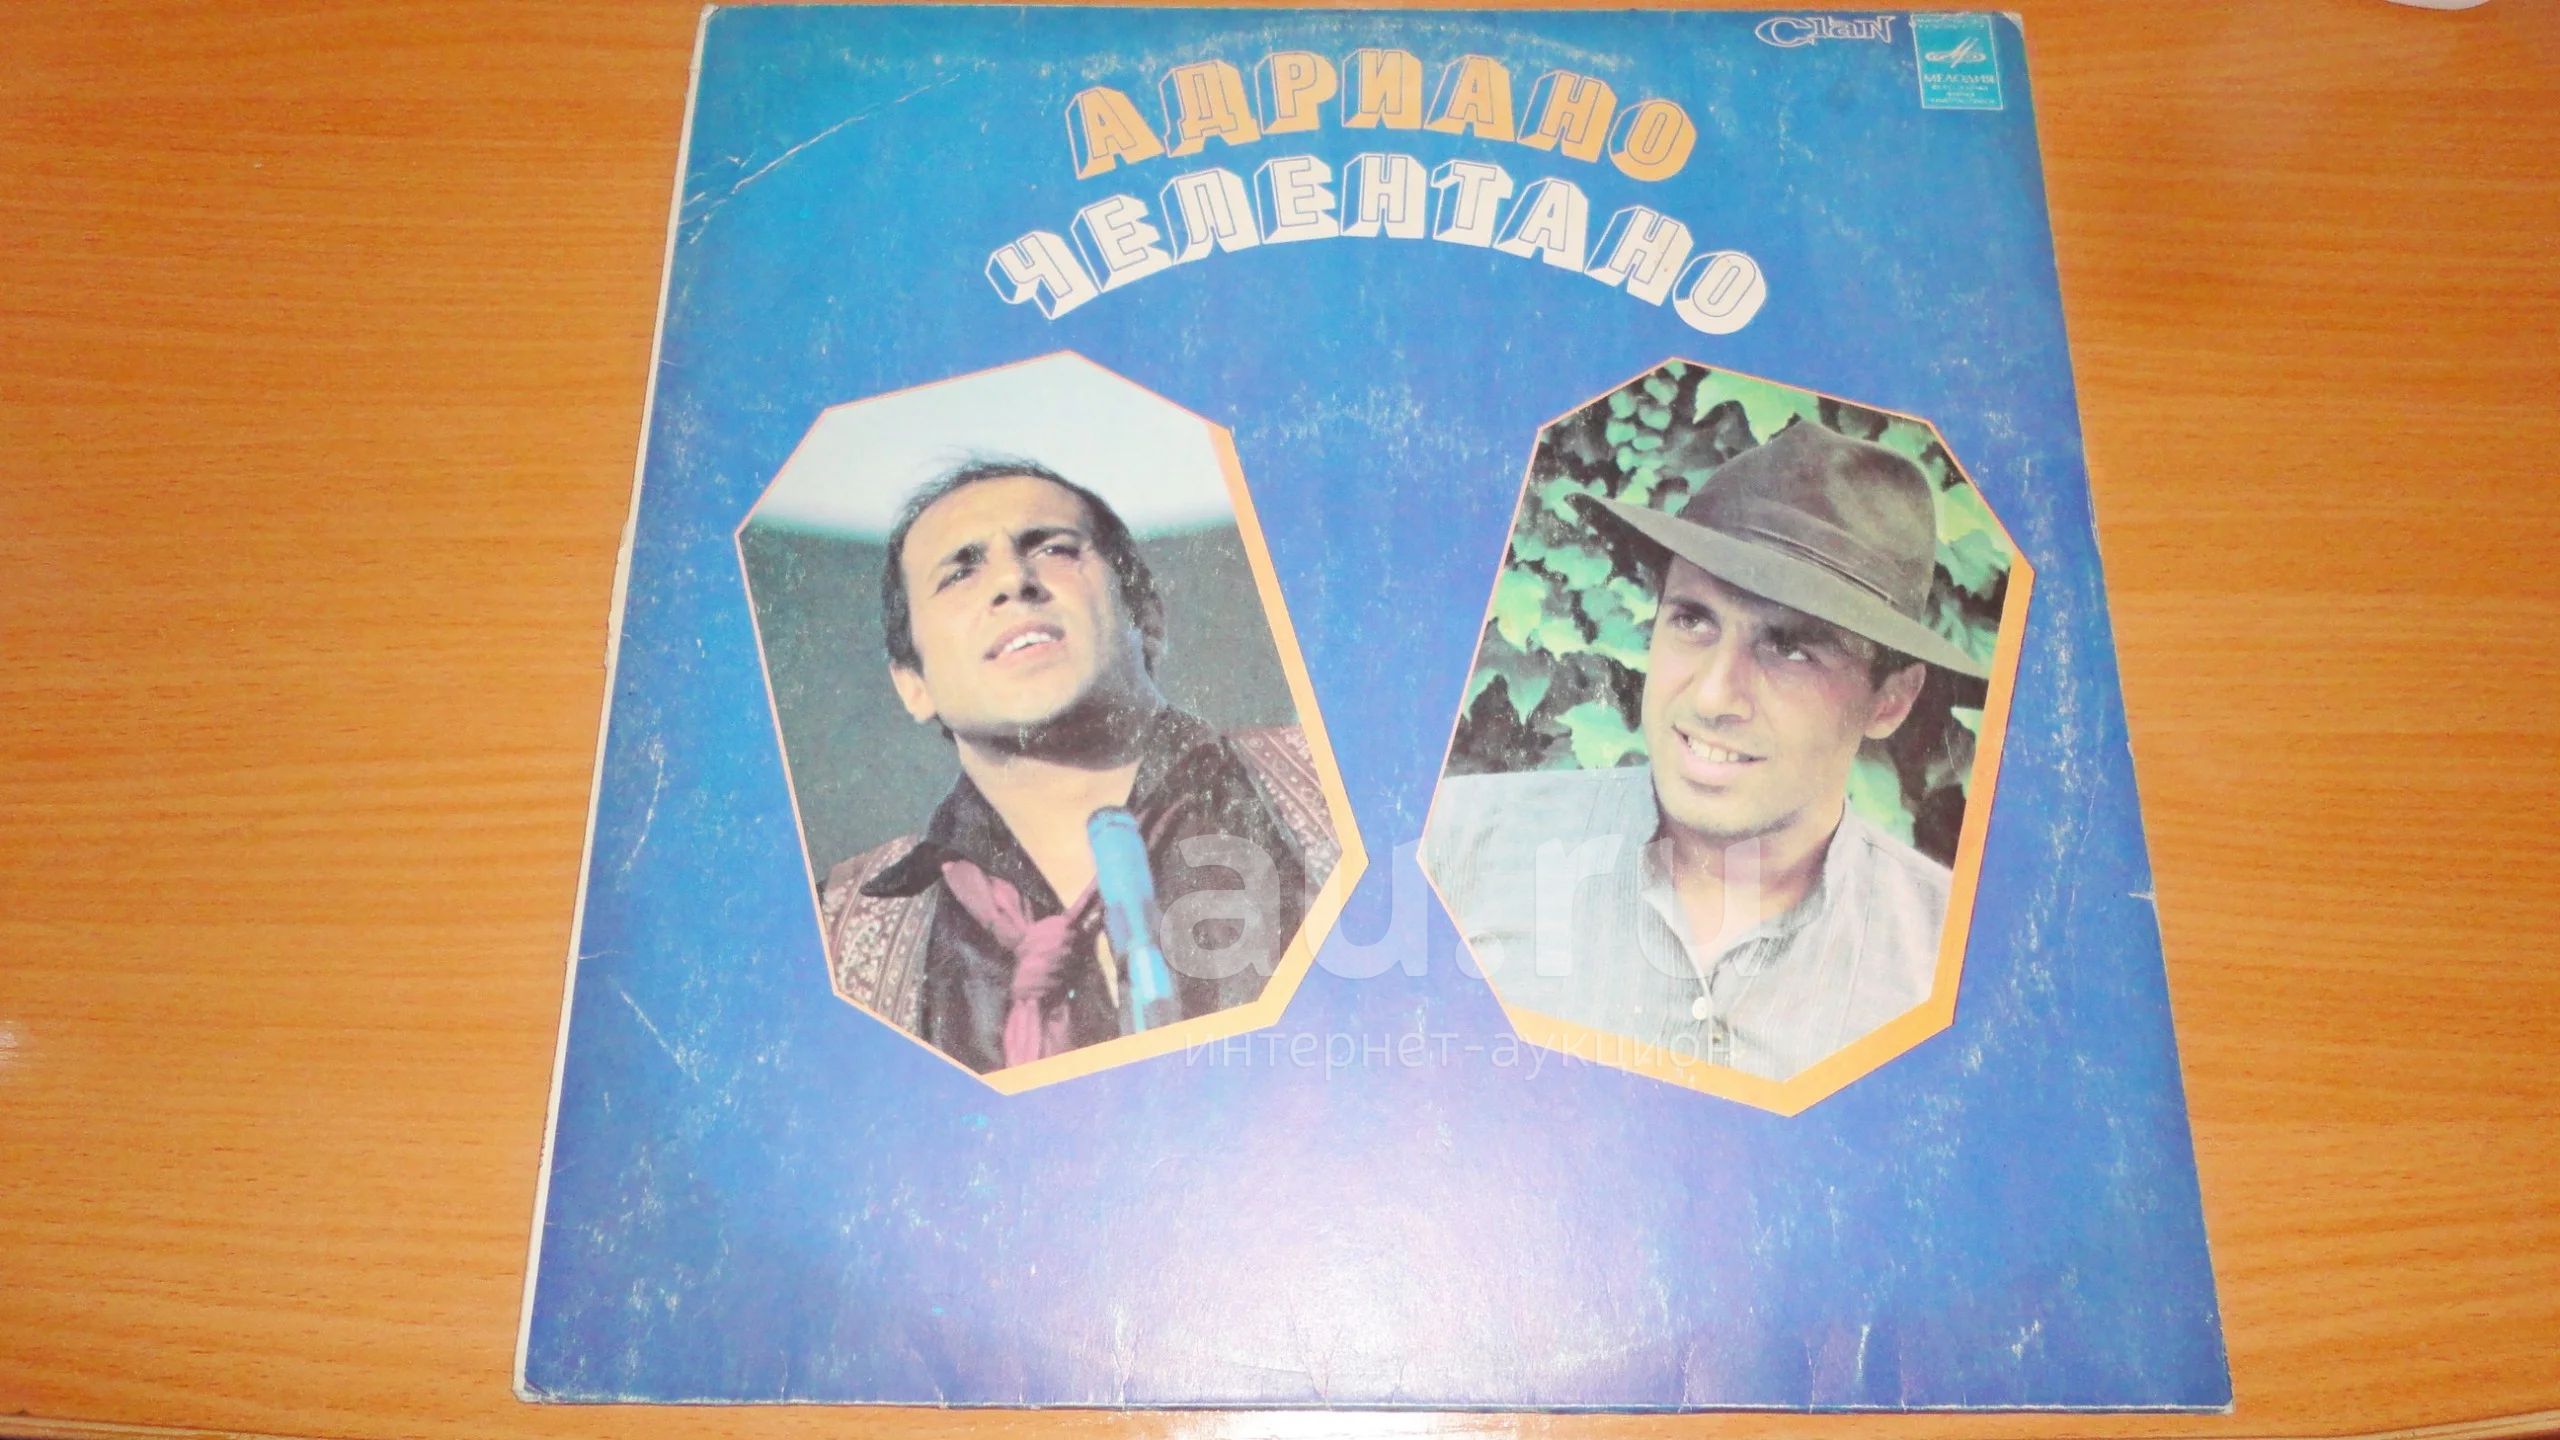 Clan
МЕЛОДИЯ
АДРИАНО
ЧЕЛЕНТАНО
au.ru
интернет-аукцион